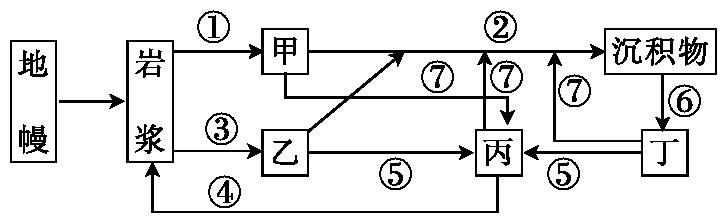 地幔
岩浆
① 甲 ② 沉积物
⑦ ⑦ ⑦ ⑥
③ 乙 ⑤ 丙 ⑤ 丁
④